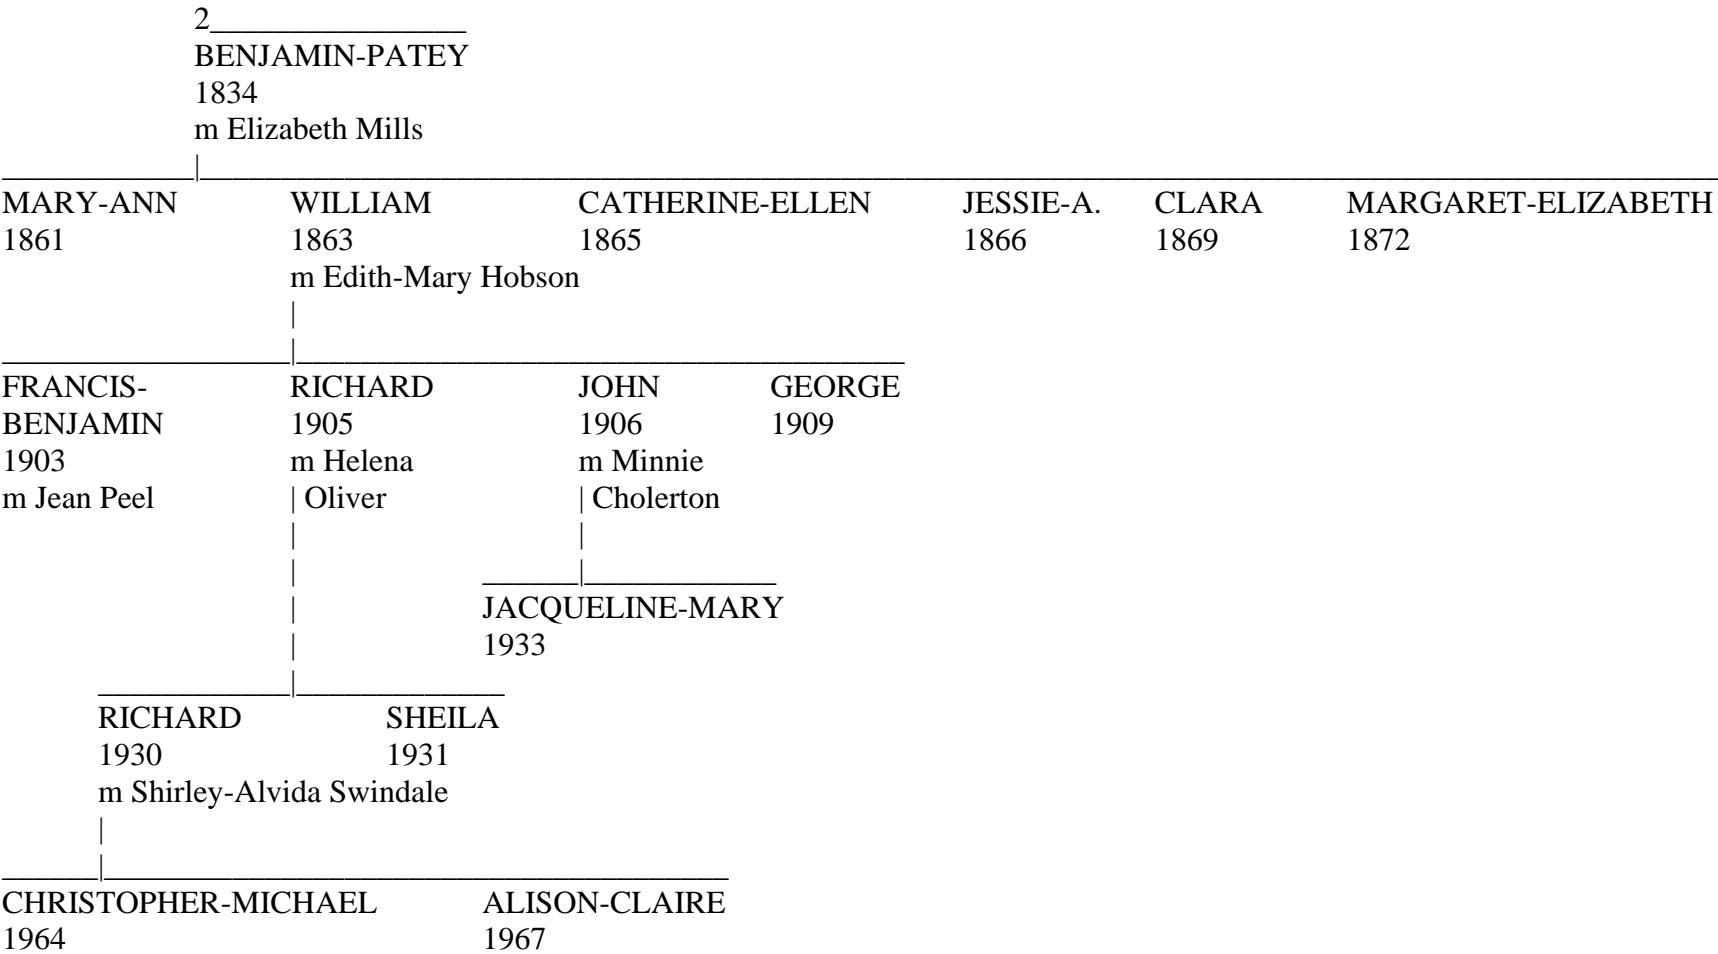 2________________
BENJAMIN-PATEY
1834
m Elizabeth Mills
MARY-ANN WILLIAM CATHERINE-ELLEN JESSIE-A. CLARA MARGARET-ELIZABETH
1861 1863 1865 1866 1869 1872
m Edith-Mary Hobson
FRANCIS- RICHARD JOHN GEORGE
BENJAMIN 1905 1906 1909
1903 m Helena m Minnie
m Jean Peel | Oliver | Cholerton
JACQUELINE-MARY
1933
RICHARD SHEILA
1930 1931
m Shirley-Alvida Swindale
CHRISTOPHER-MICHAEL ALISON-CLAIRE
1964 1967